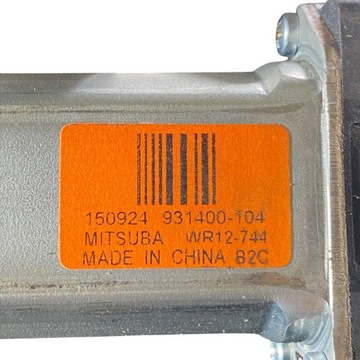 150924 931400-104
MITSUBA WR12-744
MADE IN CHINA B2C